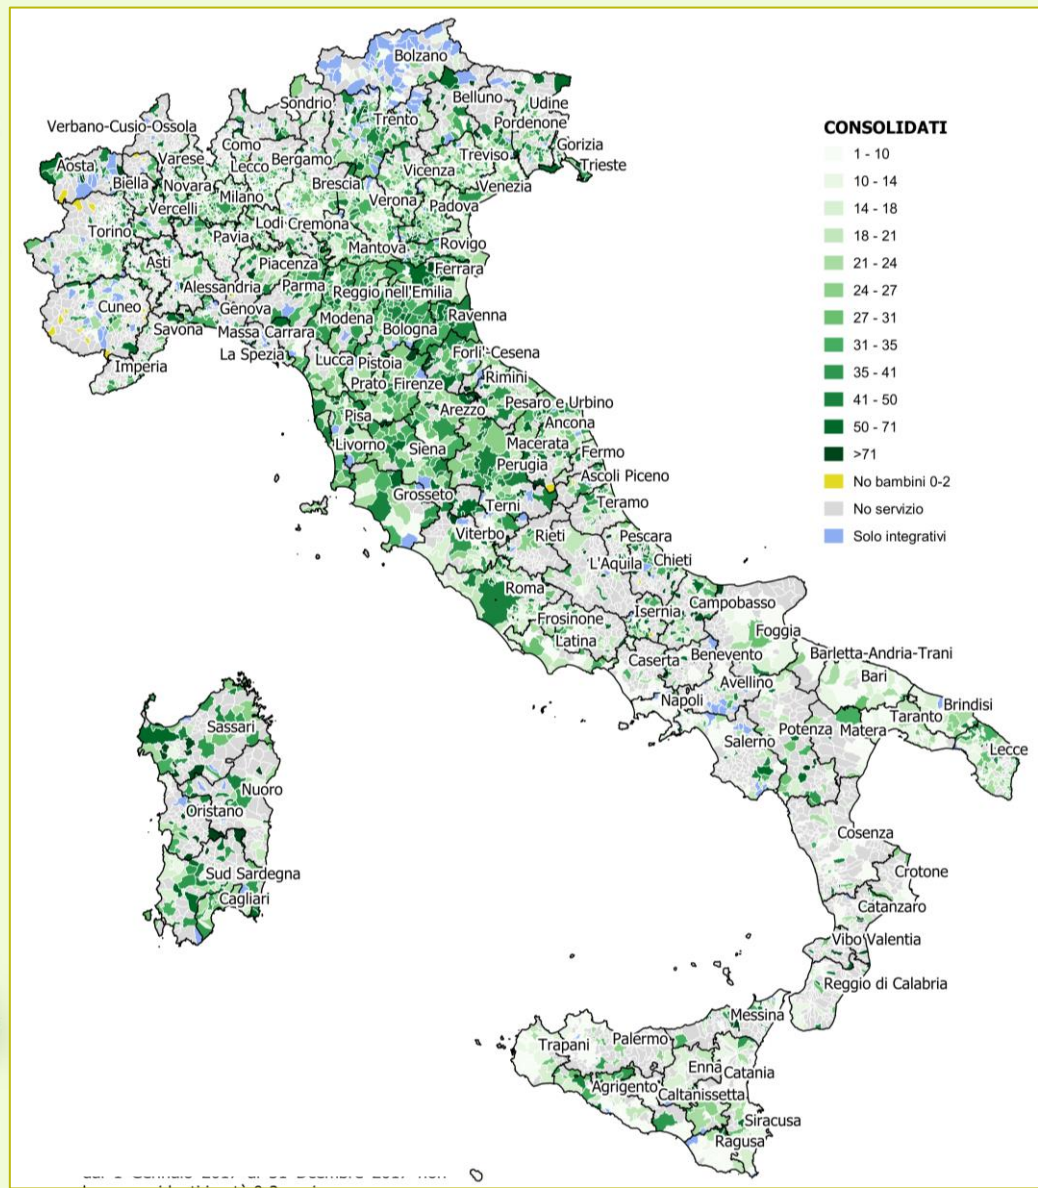 Bolzano
Sondrio
Belluno
Udine
Trento
Pordenone
Verbano-Cusio-Ossola
Como
Gorizia
Aosta
Varese
Lecco
Bergamo
Treviso
Trieste
Biella
Novara
Milano
Brescia
Vicenza
Venezia
Vercelli
Verona
Padova
Torino
Lodi
Cremona
Pavia
Mantova
Rovigo
Asti
Piacenza
Ferrara
Alessandria
Parma
Reggio nell'Emilia
Cuneo
Genova
Modena
Ravenna
Savona
Massa Carrara
Bologna
La Spezia
Lucca
Pistoia
Forli'-Cesena
Imperia
Prato
Firenze
Rimini
Pisa
Arezzo
Pesaro e Urbino
Ancona
Livorno
Siena
Macerata
Fermo
Perugia
Ascoli Piceno
Grosseto
Terni
Teramo
Viterbo
Rieti
Pescara
L'Aquila
Chieti
Roma
Isernia
Campobasso
Frosinone
Foggia
Latina
Caserta
Benevento
Barletta-Andria-Trani
Bari
Avellino
Napoli
Brindisi
Taranto
Salerno
Potenza
Matera
Lecce
Sassari
Nuoro
Oristano
Cosenza
Sud Sardegna
Crotone
Cagliari
Catanzaro
Vibo Valentia
Reggio di Calabria
Messina
Trapani
Palermo
Enna
Catania
Agrigento
Caltanissetta
Siracusa
Ragusa
CONSOLIDATI
1 - 10
10 - 14
14 - 18
18 - 21
21 - 24
24 - 27
27 - 31
31 - 35
35 - 41
41 - 50
50 - 71
>71
No bambini 0-2
No servizio
Solo integrativi